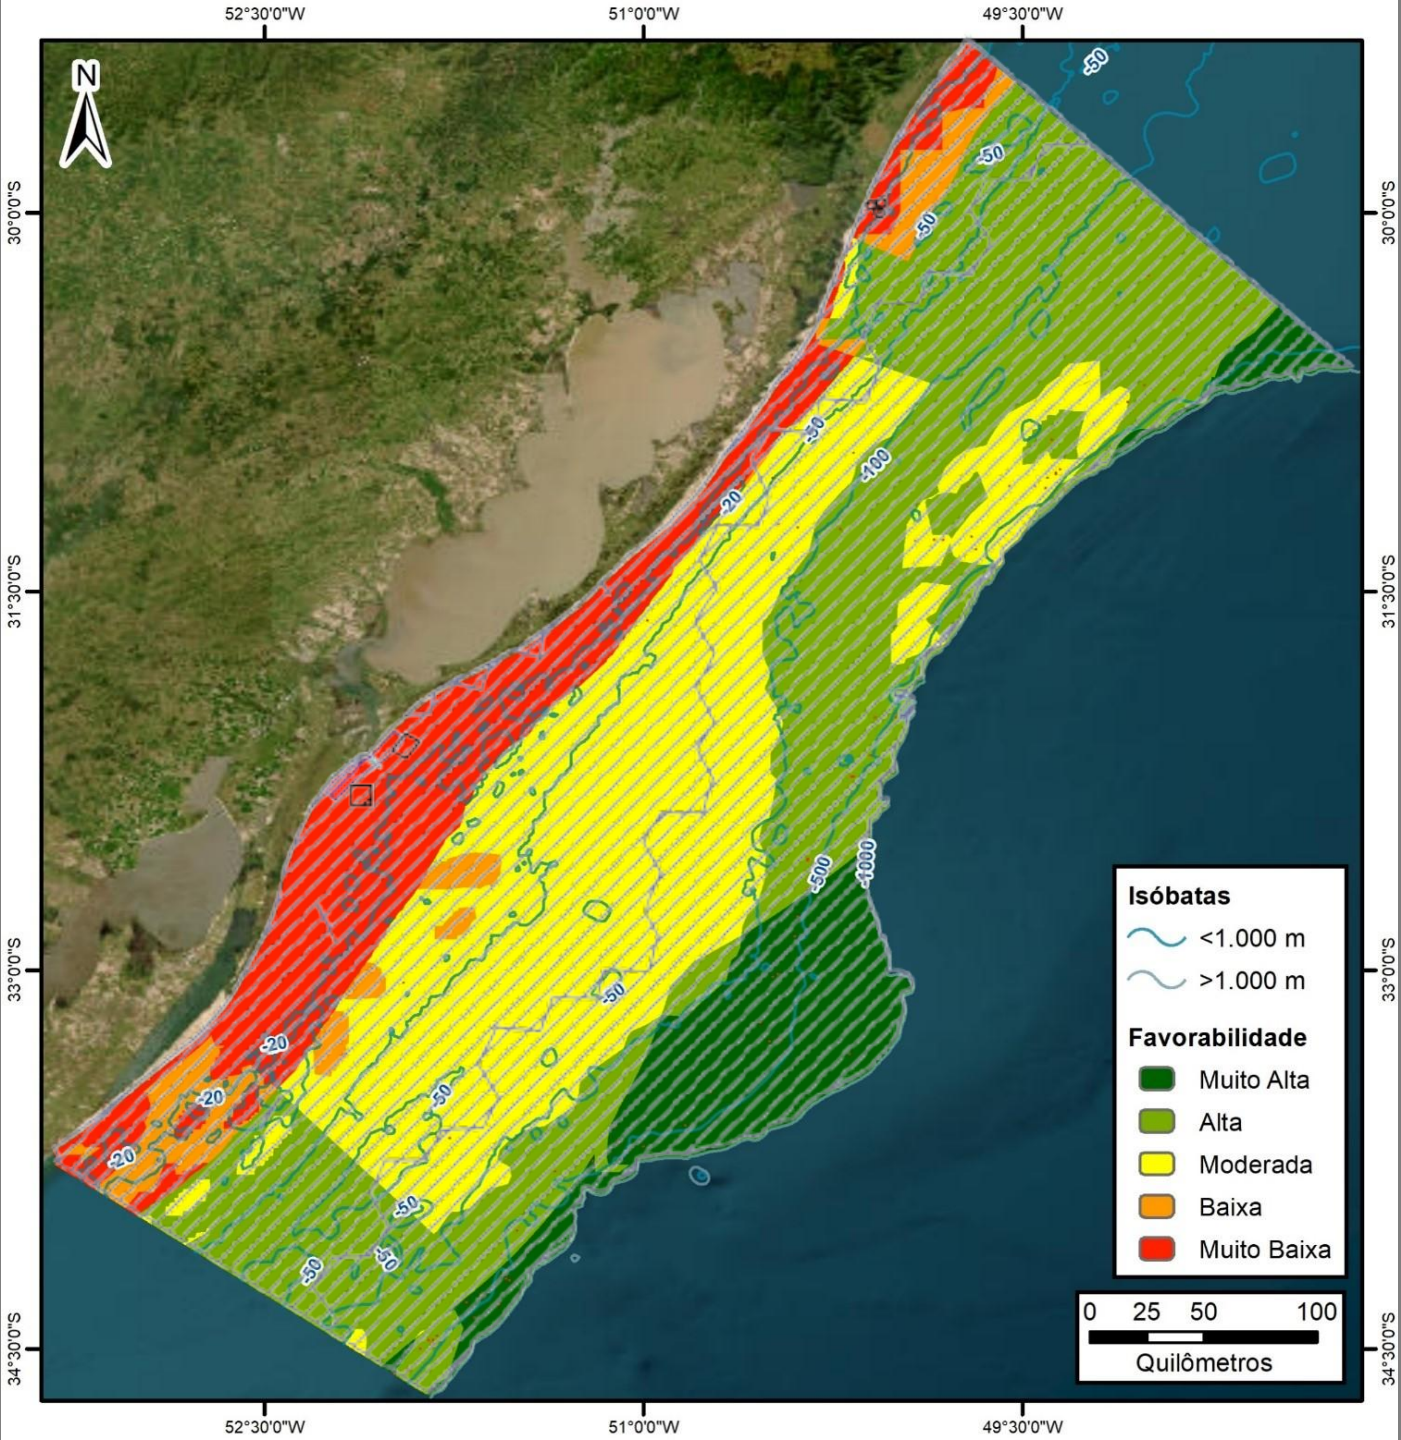 52°30'0"W 51°0'0"W 49°30'0"W
N
-50
-50
30°0'0"S 30°0'0"S
-50
-50
-100
-20
31°30'0"S 31°30'0"S
-500
-1000
33°0'0"S 33°0'0"S
-50
-20
-50
-20
-20
-50
-50
-50
34°30'0"S 34°30'0"S
Isóbatas
<1.000 m
>1.000 m
Favorabilidade
Muito Alta
Alta
Moderada
Baixa
Muito Baixa
0 25 50 100
Quilômetros
52°30'0"W 51°0'0"W 49°30'0"W